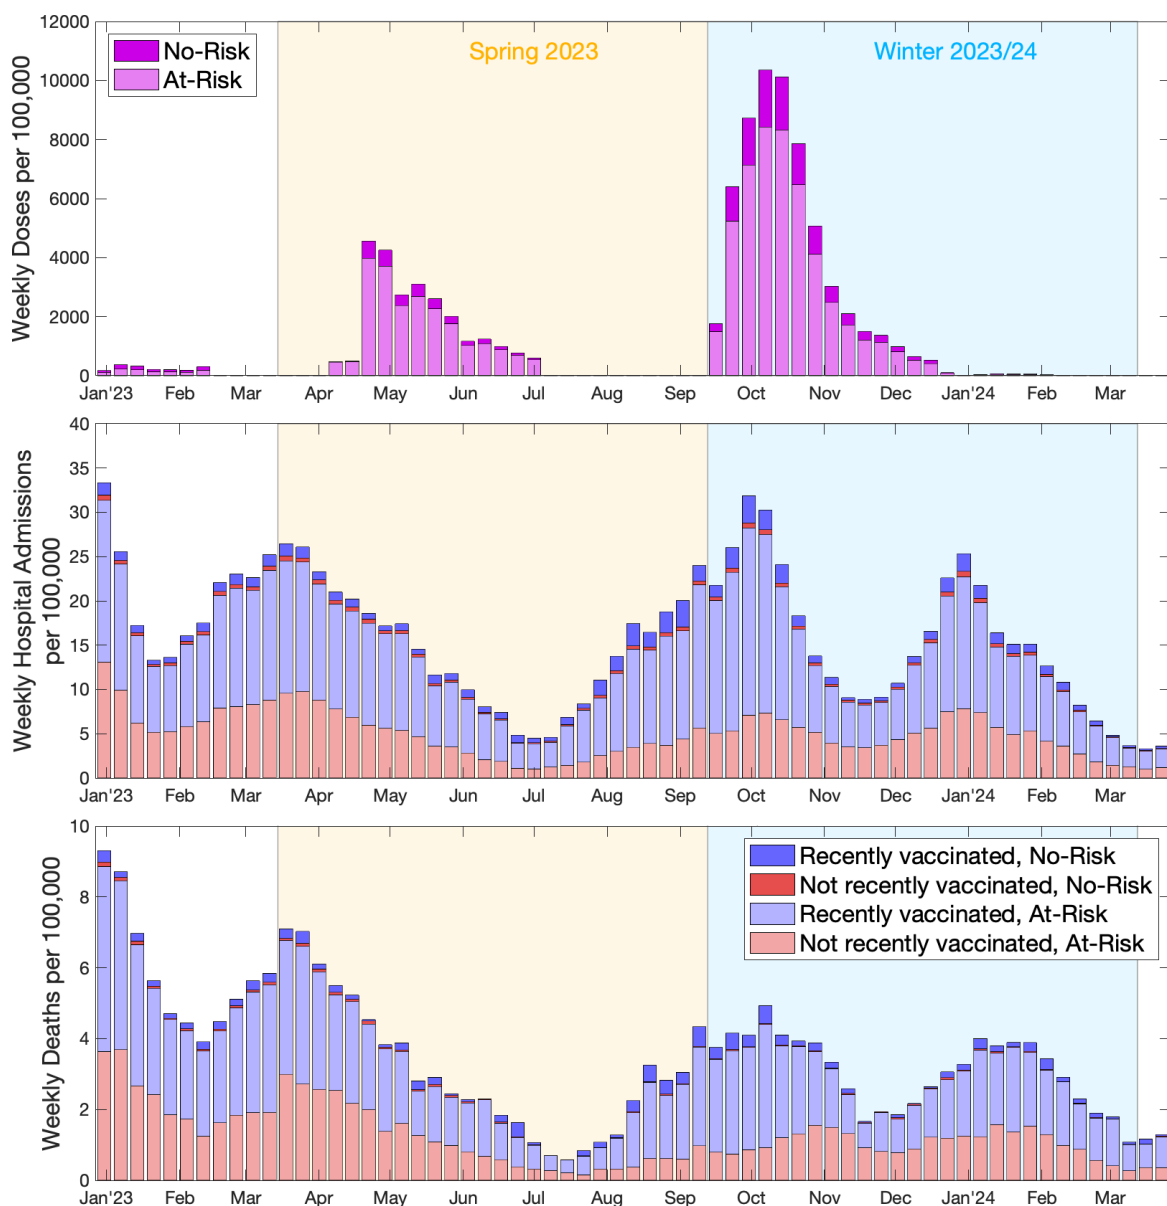 Weekly Doses per 100,000
12000
10000
8000
6000
4000
2000
0
No-Risk
At-Risk
Spring 2023
Winter 2023/24
Jan'23 Feb Mar Apr May Jun Jul Aug Sep Oct Nov Dec Jan'24 Feb Mar
Weekly Hospital Admissions
per 100,000
40
35
30
25
20
15
10
5
0
Jan'23 Feb Mar Apr May Jun Jul Aug Sep Oct Nov Dec Jan'24 Feb Mar
Weekly Deaths per 100,000
10
8
6
4
2
0
Recently vaccinated, No-Risk
Not recently vaccinated, No-Risk
Recently vaccinated, At-Risk
Not recently vaccinated, At-Risk
Jan'23 Feb Mar Apr May Jun Jul Aug Sep Oct Nov Dec Jan'24 Feb Mar